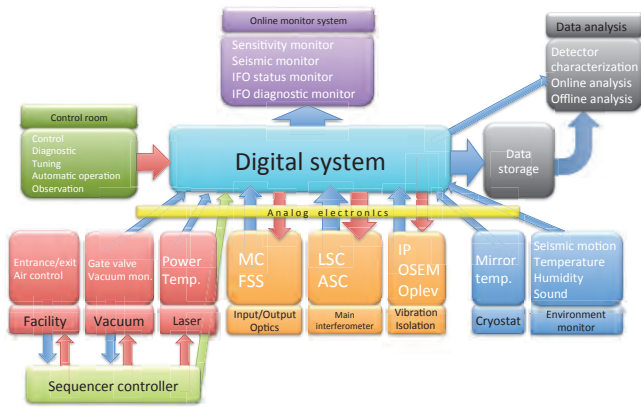 Online monitor system
Sensitivity monitor
Seismic monitor
IFO status monitor
IFO diagnostic monitor
Data analysis
Detector
characterization
Online analysis
Offline analysis
Control room
Control
Diagnostic
Tuning
Automatic operation
Observation
Digital system
Data
storage
Analog electronics
Entrance/exit
Air control
Facility
Gate valve
Vacuum mon.
Vacuum
Power
Temp.
Laser
MC
FSS
Input/Output
Optics
LSC
ASC
Main
interferometer
IP
OSEM
Oplev
Vibration
Isolation
Mirror
temp.
Cryostat
Seismic motion
Temperature
Humidity
Sound
Environment
monitor
Sequencer controller